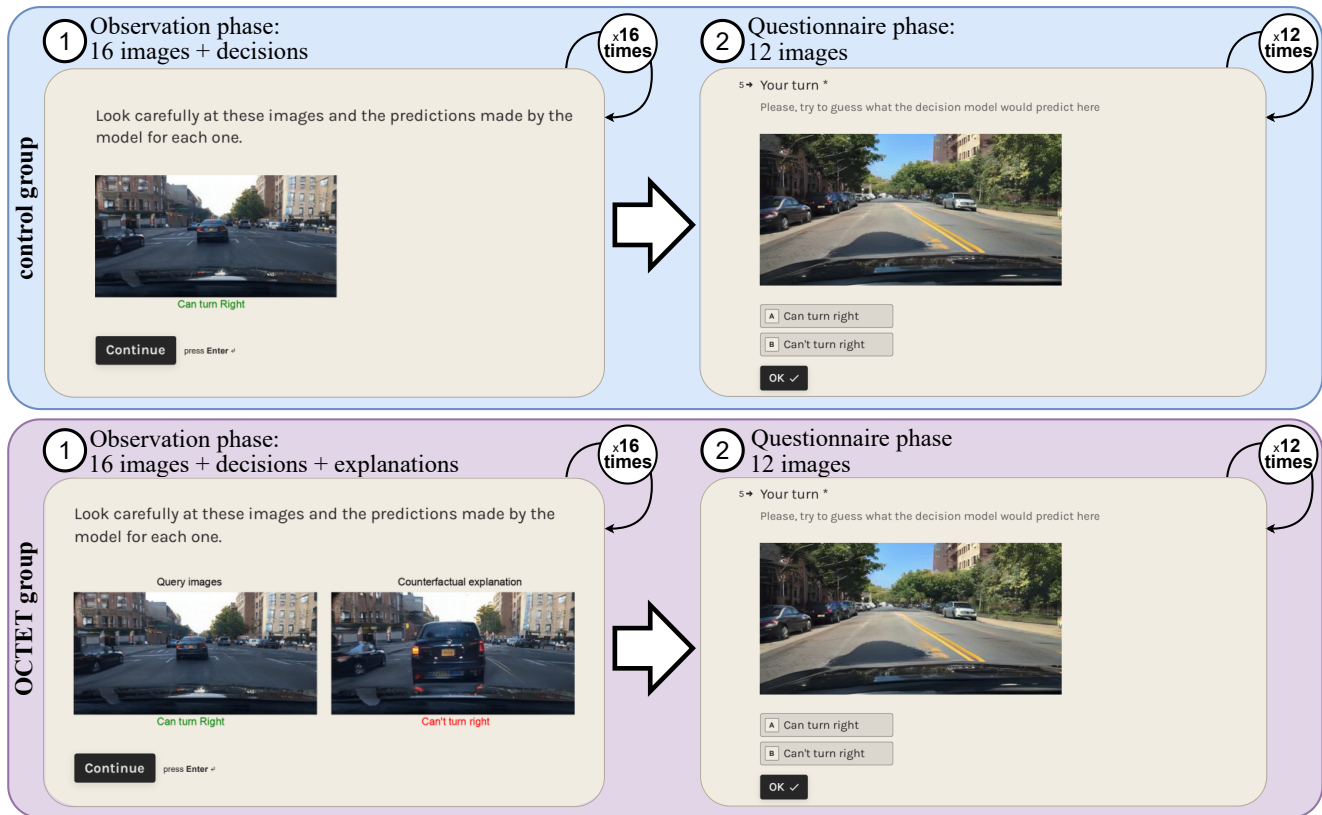 control group
1
Observation phase:
16 images + decisions
x16
times
Look carefully at these images and the predictions made by the
model for each one.
Can turn Right
Continue
press Enter ↵
2
Questionnaire phase:
12 images
x12
times
5➔ Your turn *
Please, try to guess what the decision model would predict here
A Can turn right
B Can't turn right
OK ✓
OCTET group
1
Observation phase:
16 images + decisions + explanations
x16
times
Look carefully at these images and the predictions made by the
model for each one.
Query images
Counterfactual explanation
Can turn Right
Can't turn right
Continue
press Enter ↵
2
Questionnaire phase
12 images
x12
times
5➔ Your turn *
Please, try to guess what the decision model would predict here
A Can turn right
B Can't turn right
OK ✓